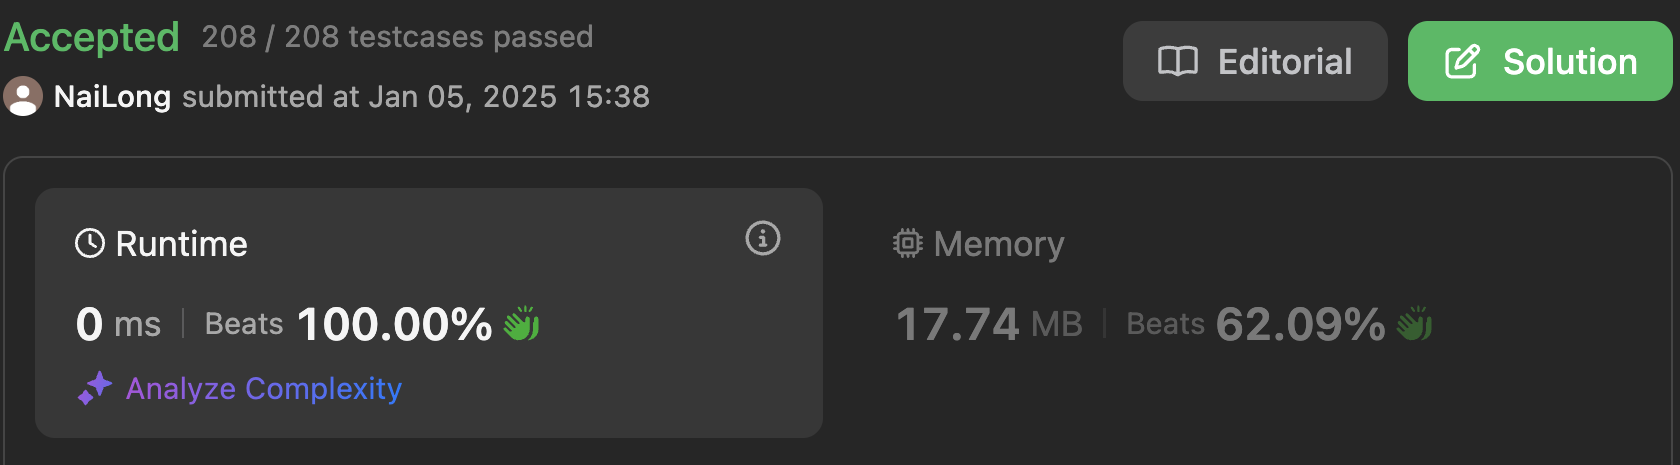 Accepted 208 / 208 testcases passed
Editorial
Solution
NaiLong submitted at Jan 05, 2025 15:38
Runtime
0 ms | Beats 100.00%
Analyze Complexity
Memory
17.74 MB | Beats 62.09%